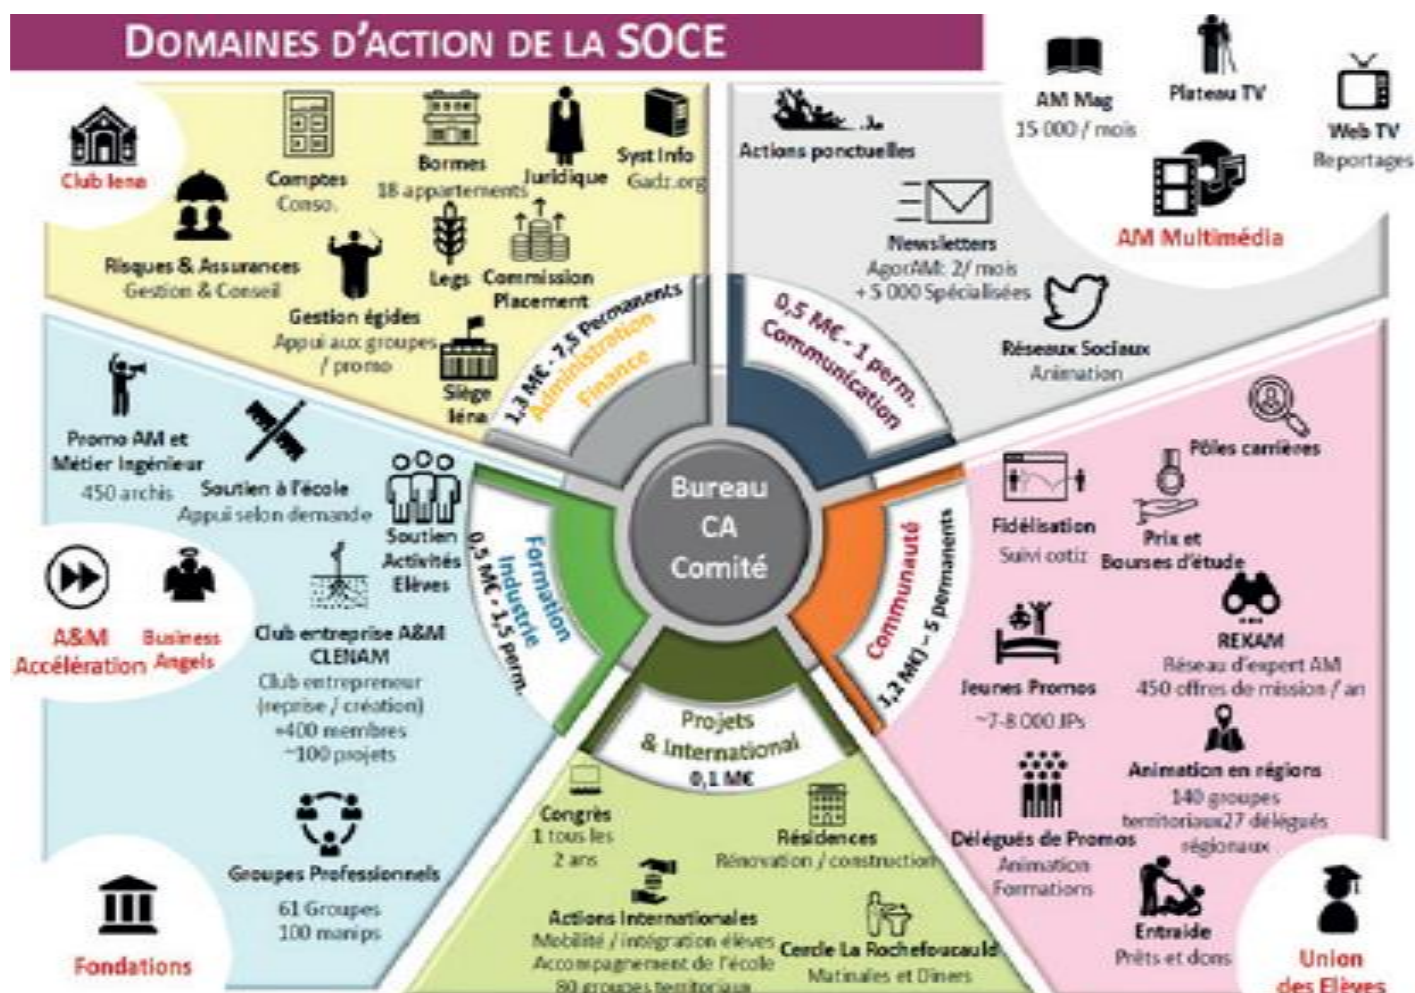 DOMAINES D'ACTION DE LA SOCE
Club Iena
Comptes
Conso.
Bormes
18 appartements
Juridique
Syst Info
Gadz.org
Risques & Assurances
Gestion & Conseil
Gestion égides
Appui aux groupes
/ promo
Legs
Commission
Placement
Siège
Iéna
1,3 M€ - 7,5 Permanents
Administration
Finance
Actions ponctuelles
Newsletters
AgorAM: 2/ mois
+ 5 000 Spécialisées
Réseaux Sociaux
Animation
0,5 M€ - 1 perm.
Communication
AM Mag
15 000 / mois
Plateau TV
Web TV
Reportages
AM Multimédia
Promo AM et
Métier Ingénieur
450 archis
Soutien à l'école
Appui selon demande
Soutien
Activités
Elèves
A&M
Accélération
Business
Angels
Club entreprise A&M
CLENAM
Club entrepreneur
(reprise / création)
+400 membres
~100 projets
Groupes Professionnels
61 Groupes
100 manips
Fondations
Formation
Industrie
0,5 M€ - 1,5 perm.
Bureau
CA
Comité
Communauté
1,2 M€) – 5 permanents
Projets
& International
0,1 M€
Congrès
1 tous les
2 ans
Résidences
Rénovation / construction
Actions Internationales
Mobilité / intégration élèves
Accompagnement de l'école
80 groupes territoriaux
Cercle La Rochefoucauld
Matinales et Diners
Pôles carrières
Fidélisation
Suivi cotiz
Prix et
Bourses d'étude
REXAM
Réseau d'expert AM
450 offres de mission / an
Jeunes Promos
~7-8 000 JPs
Animation en régions
140 groupes
territoriaux27 délégués
régionaux
Délégués de Promos
Animation
Formations
Entraide
Prêts et dons
Union
des Elèves